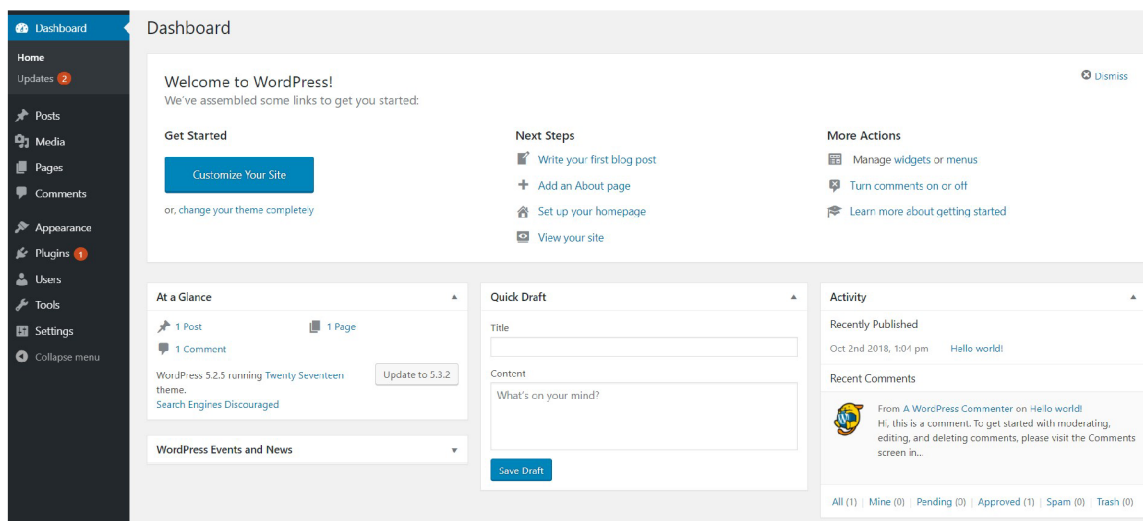 Dashboard
Home
Updates 2
Posts
Media
Pages
Comments
Appearance
Plugins 1
Users
Tools
Settings
Collapse menu
Dashboard
Welcome to WordPress!
We've assembled some links to get you started:
Dismiss
Get Started
Customize Your Site
or, change your theme completely
Next Steps
Write your first blog post
Add an About page
Set up your homepage
View your site
More Actions
Manage widgets or menus
Turn comments on or off
Learn more about getting started
At a Glance
1 Post
1 Page
1 Comment
WordPress 5.2.5 running Twenty Seventeen
theme.
Update to 5.3.2
Search Engines Discouraged
WordPress Events and News
Quick Draft
Title
Content
What's on your mind?
Save Draft
Activity
Recently Published
Oct 2nd 2018, 1:04 pm Hello world!
Recent Comments
From A WordPress Commenter on Hello world!
Hi, this is a comment. To get started with moderating,
editing, and deleting comments, please visit the Comments
screen in...
All (1) | Mine (0) | Pending (0) | Approved (1) | Spam (0) | Trash (0)